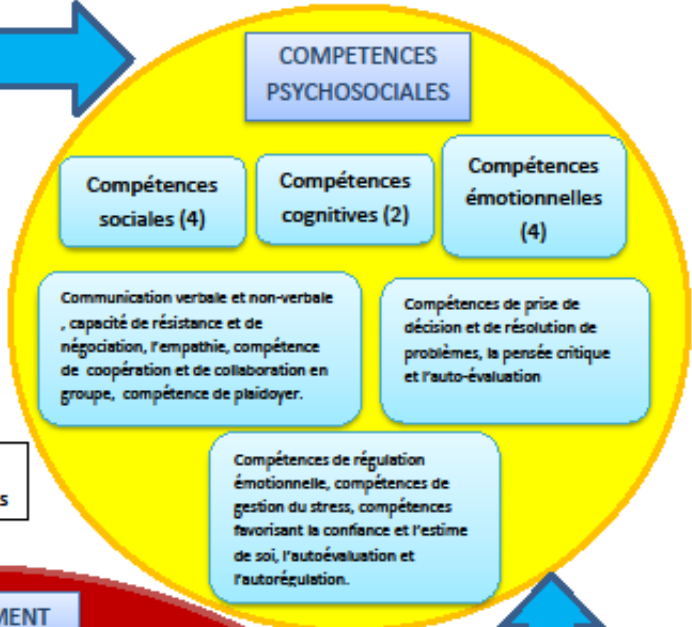 COMPETENCES
PSYCHOSOCIALES
Compétences
sociales (4)
Compétences
cognitives (2)
Compétences
émotionnelles
(4)
Communication verbale et non-verbale
, capacité de résistance et de
négociation, l'empathie, compétence
de coopération et de collaboration en
groupe, compétence de plaidoyer.
Compétences de prise de
décision et de résolution de
problèmes, la pensée critique
et l'auto-évaluation
Compétences de régulation
émotionnelle, compétences de
gestion du stress, compétences
favorisant la confiance et l'estime
de soi, l'autoévaluation et
l'autorégulation.
s
MENT